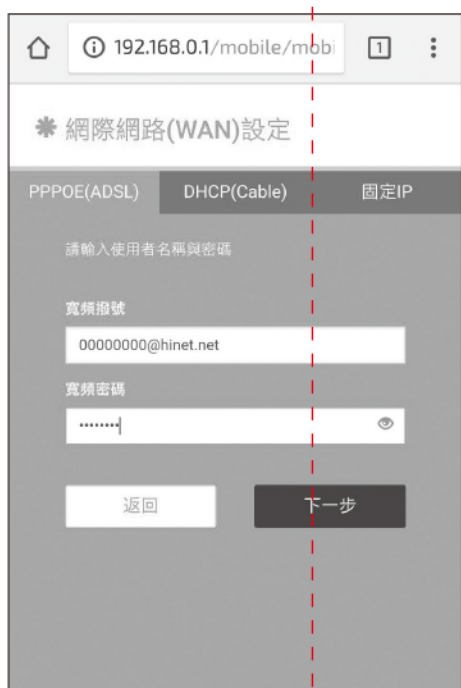 192.168.0.1/mobile/mobi 1
網際網路(WAN)設定
PPPOE(ADSL) DHCP(Cable) 固定IP
請輸入使用者名稱與密碼
寬頻撥號
00000000@hinet.net
寬頻密碼
••••••••
返回 下一步